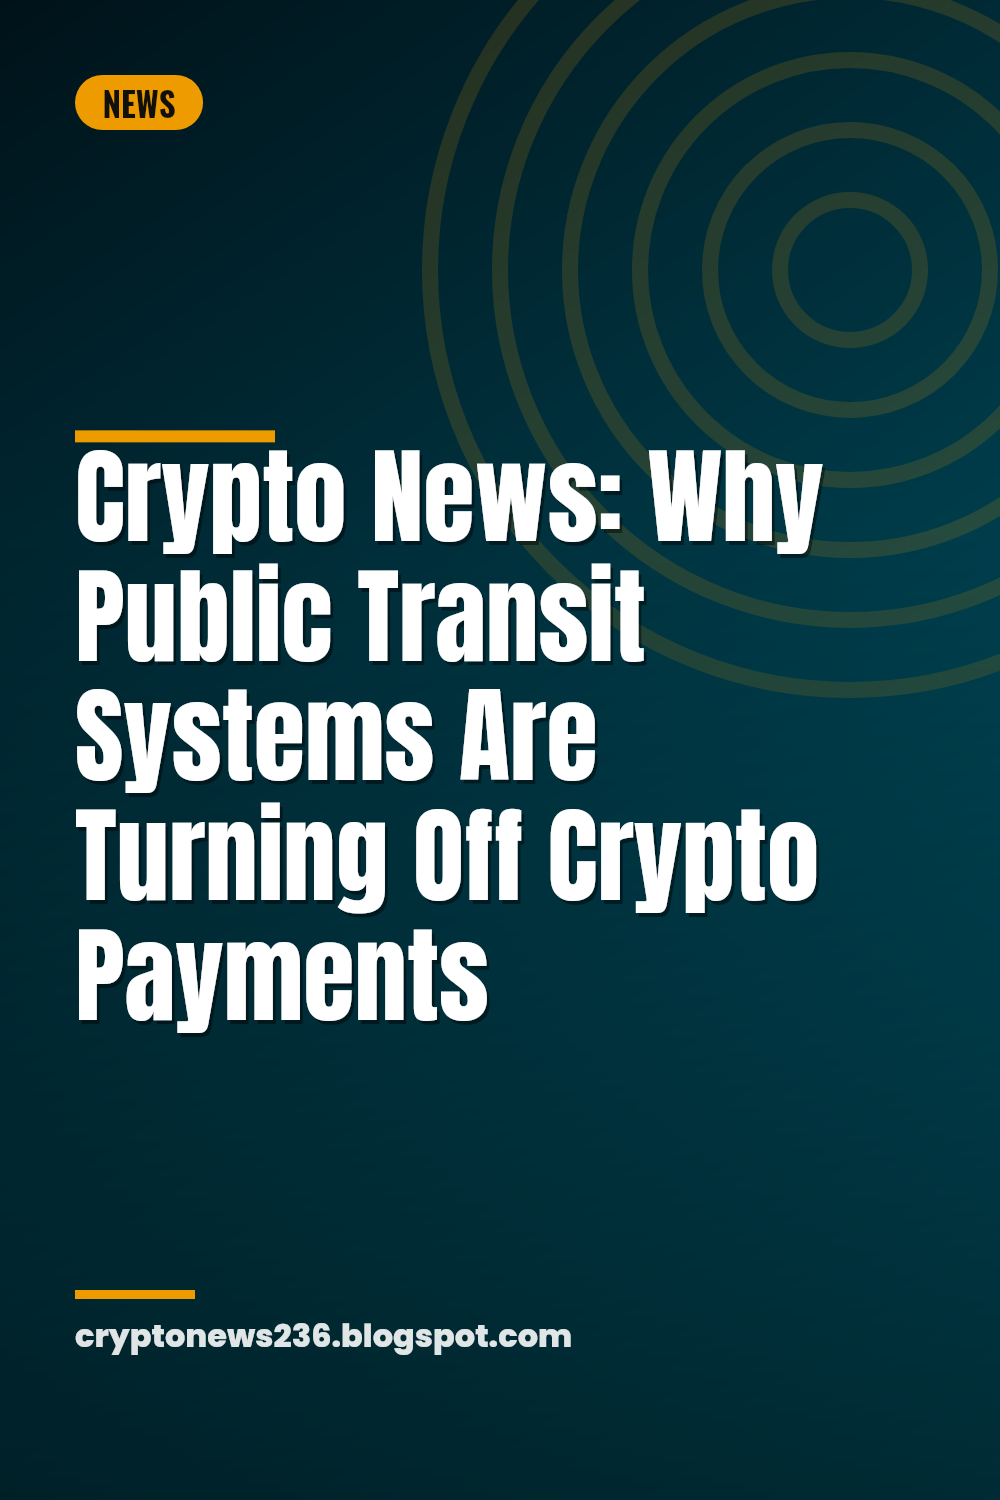 NEWS
Crypto News: Why
Public Transit
Systems Are
Turning Off Crypto
Payments
cryptonews236.blogspot.com